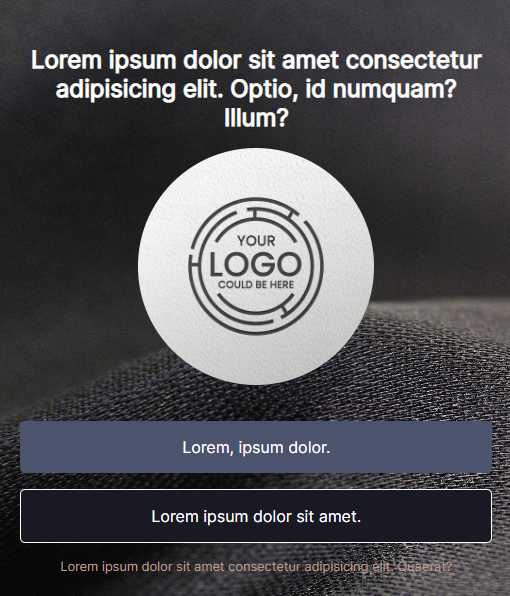 Lorem ipsum dolor sit amet consectetur
adipisicing elit. Optio, id numquam?
Illum?
YOUR
LOGO
COULD BE HERE
Lorem, ipsum dolor.
Lorem ipsum dolor sit amet.
Lorem ipsum dolor sit amet consectetur adipisicing elit. Quaerat?